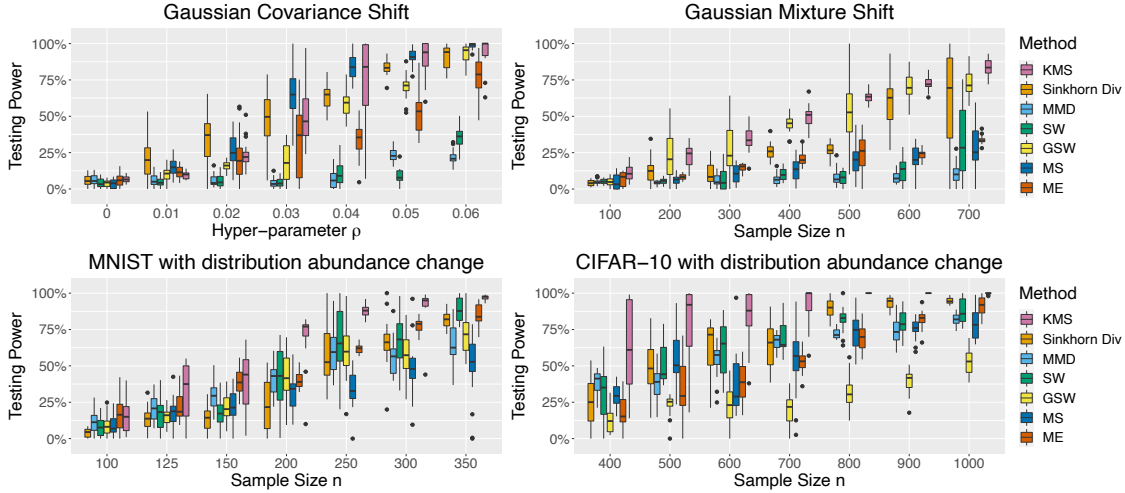 Gaussian Covariance Shift
Gaussian Mixture Shift
Testing Power
100%
75%
50%
25%
0%
0
0.01
0.02
0.03
0.04
0.05
0.06
Hyper−parameter ρ
Testing Power
100%
75%
50%
25%
0%
100
200
300
400
500
600
700
Sample Size n
Method
KMS
Sinkhorn Div
MMD
SW
GSW
MS
ME
MNIST with distribution abundance change
CIFAR−10 with distribution abundance change
Testing Power
100%
75%
50%
25%
0%
100
125
150
200
250
300
350
Sample Size n
Testing Power
100%
75%
50%
25%
0%
400
500
600
700
800
900
1000
Sample Size n
Method
KMS
Sinkhorn Div
MMD
SW
GSW
MS
ME